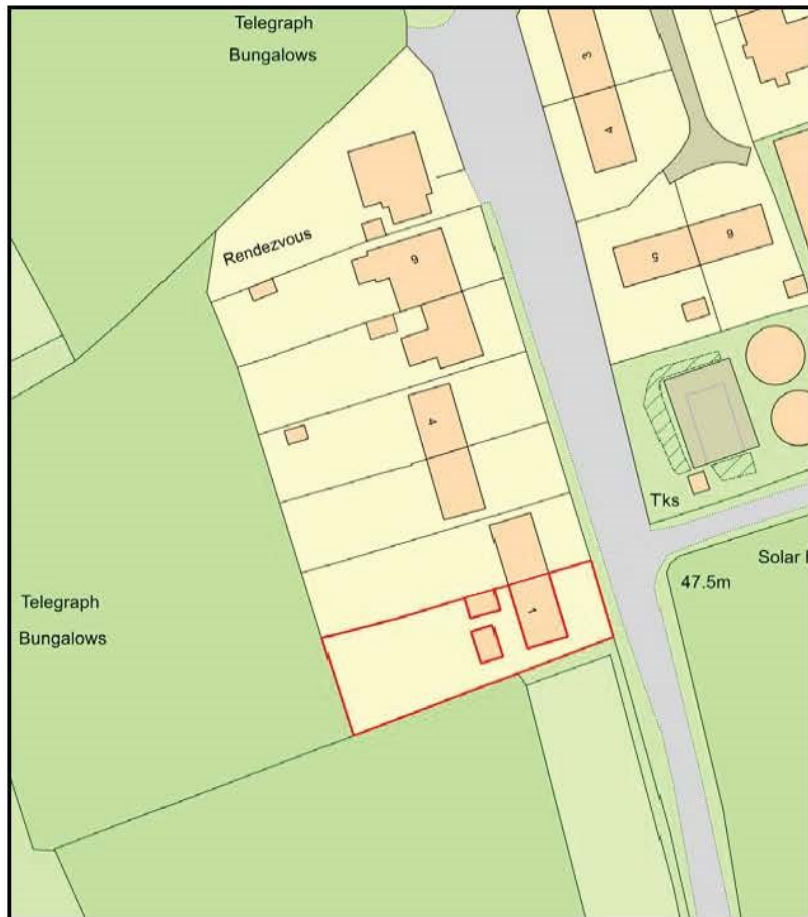 Telegraph
Bungalows
3
4
Rendezvous
6
5
6
4
Tks
Solar
47.5m
Telegraph
Bungalows
1